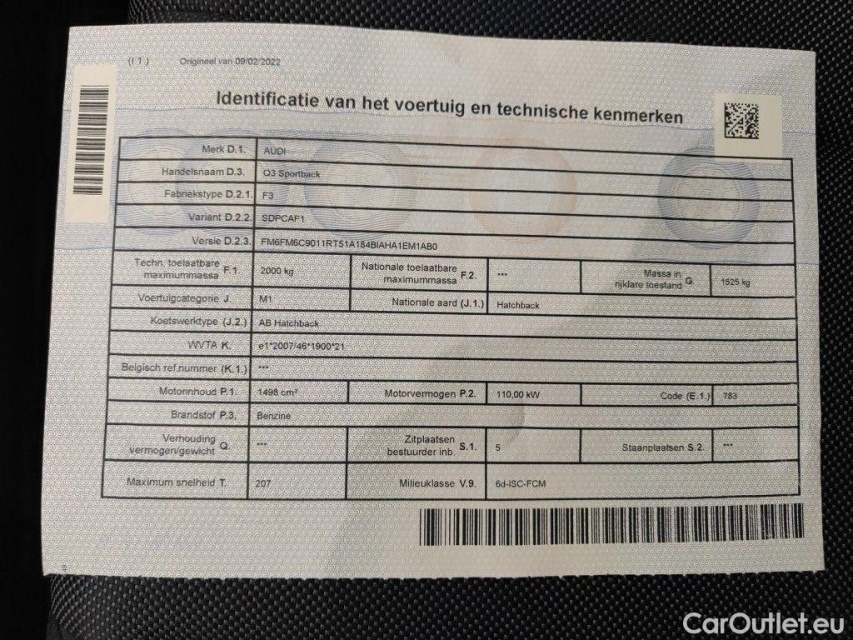 (I 1.) Origineel van 09/02/2022
Identificatie van het voertuig en technische kenmerken
Merk D.1. AUDI
Handelsnaam D.3. Q3 Sportback
Fabriekstype D.2.1. F3
Variant D.2.2. SDPCAF1
Versie D.2.3. FM6FM6C9011RT51A184BIAHA1EM1AB0
Techn. toelaatbare maximummassa F.1. 2000 kg Nationale toelaatbare maximummassa F.2. --- Massa in rijklare toestand G. 1525 kg
Voertuigcategorie J. M1 Nationale aard (J.1.) Hatchback
Koetswerktype (J.2.) AB Hatchback
WVTA K. e1*2007/46*1900*21
Belgisch ref.nummer (K.1.) ---
Motorinhoud P.1. 1498 cm³ Motorvermogen P.2. 110,00 kW Code (E.1.) 783
Brandstof P.3. Benzine
Verhouding vermogen/gewicht Q. --- Zitplaatsen bestuurder inb. S.1. 5 Staanplaatsen S.2. ---
Maximum snelheid T. 207 Milieuklasse V.9. 6d-ISC-FCM
CarOutlet.eu